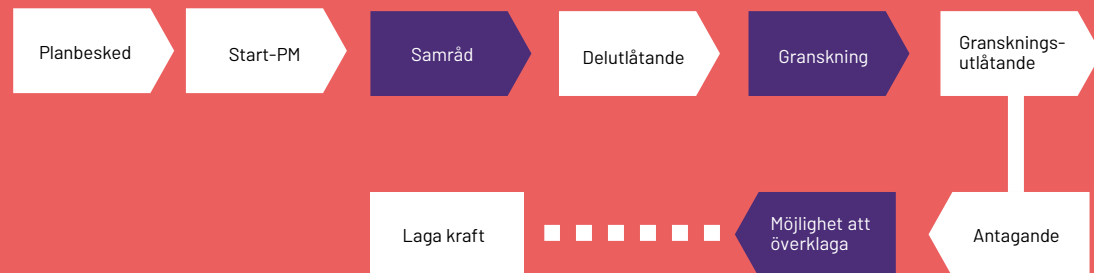 Planbesked
Start-PM
Samråd
Delutlåtande
Granskning
Gransknings-
utlåtande
Antagande
Möjlighet att
överklaga
Laga kraft